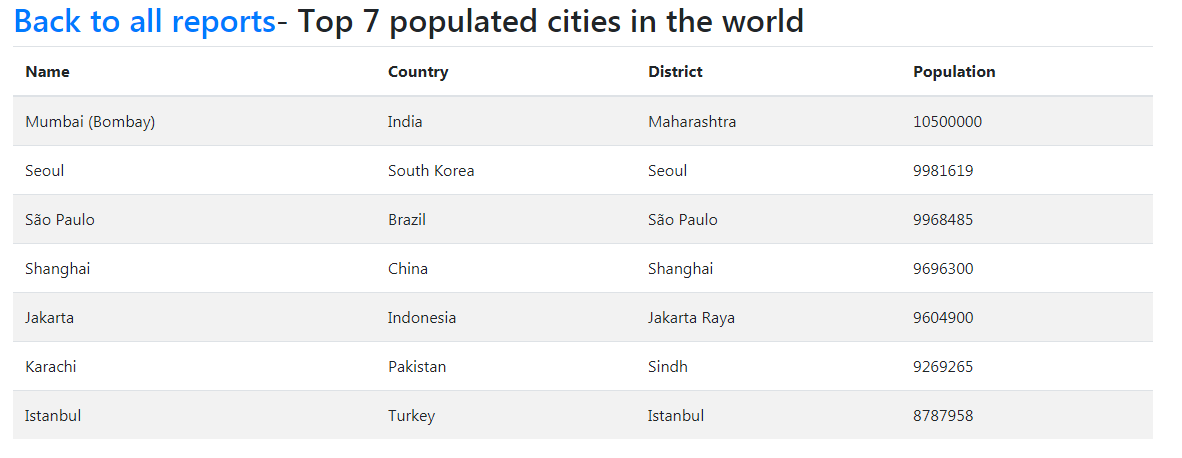 Back to all reports- Top 7 populated cities in the world
Name Country District Population
Mumbai (Bombay) India Maharashtra 10500000
Seoul South Korea Seoul 9981619
São Paulo Brazil São Paulo 9968485
Shanghai China Shanghai 9696300
Jakarta Indonesia Jakarta Raya 9604900
Karachi Pakistan Sindh 9269265
Istanbul Turkey Istanbul 8787958